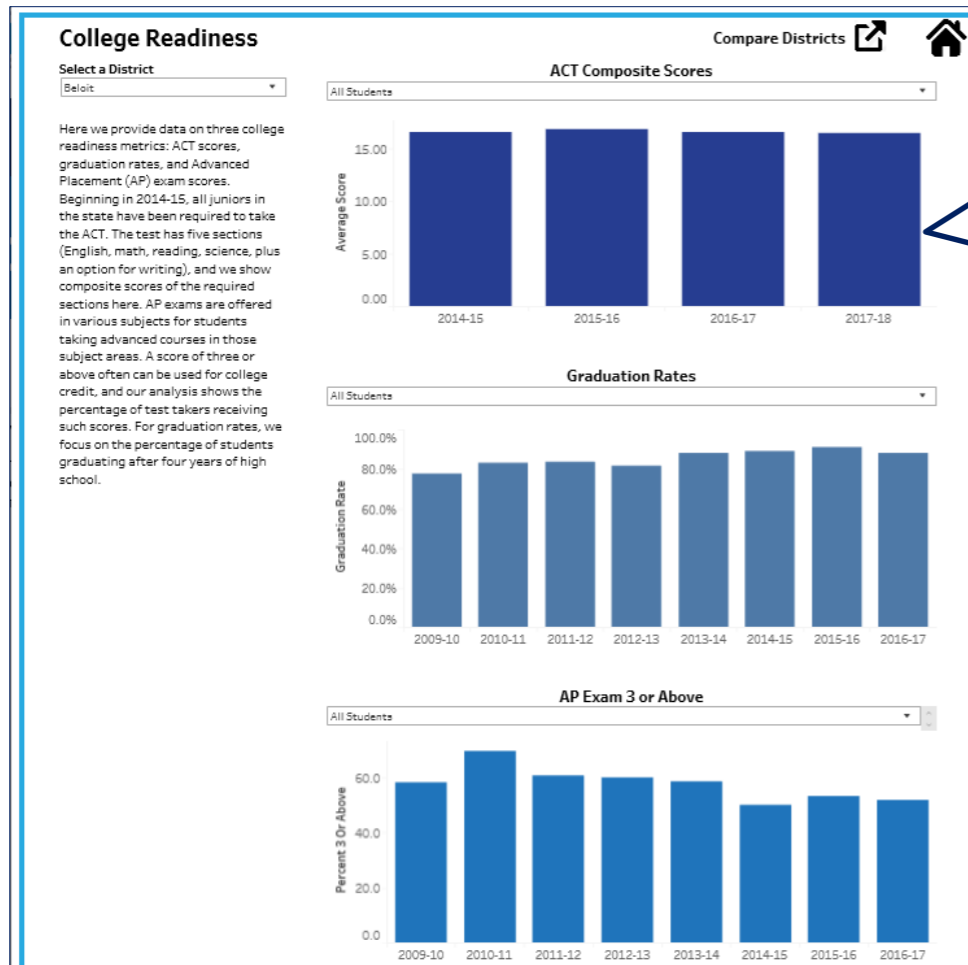 College Readiness
Compare Districts
Select a District
Beloit
Here we provide data on three college
readiness metrics: ACT scores,
graduation rates, and Advanced
Placement (AP) exam scores.
Beginning in 2014-15, all juniors in
the state have been required to take
the ACT. The test has five sections
(English, math, reading, science, plus
an option for writing), and we show
composite scores of the required
sections here. AP exams are offered
in various subjects for students
taking advanced courses in those
subject areas. A score of three or
above often can be used for college
credit, and our analysis shows the
percentage of test takers receiving
such scores. For graduation rates, we
focus on the percentage of students
graduating after four years of high
school.
ACT Composite Scores
All Students
Average Score
15.00
10.00
5.00
0.00
2014-15 2015-16 2016-17 2017-18
Graduation Rates
All Students
Graduation Rate
100.0%
80.0%
60.0%
40.0%
20.0%
0.0%
2009-10 2010-11 2011-12 2012-13 2013-14 2014-15 2015-16 2016-17
AP Exam 3 or Above
All Students
Percent 3 Or Above
60.0
40.0
20.0
0.0
2009-10 2010-11 2011-12 2012-13 2013-14 2014-15 2015-16 2016-17